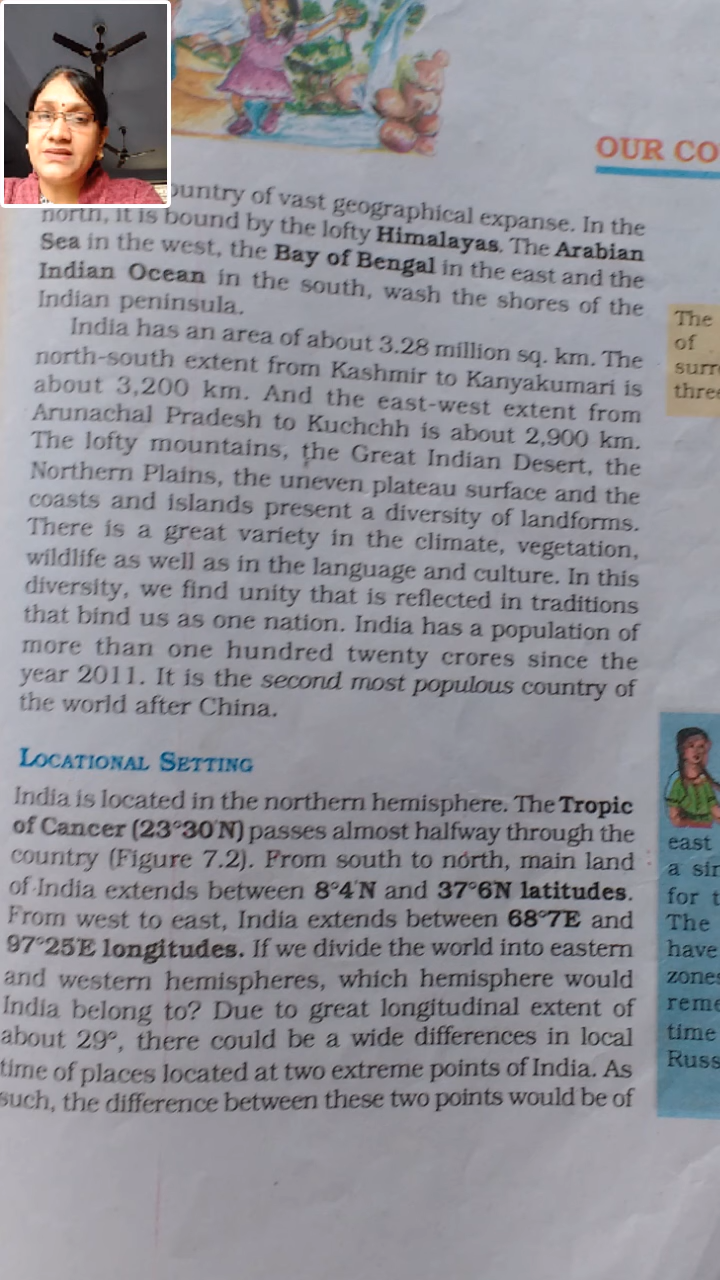 OUR CO
ountry of vast geographical expanse. In the
north, it is bound by the lofty Himalayas. The Arabian
Sea in the west, the Bay of Bengal in the east and the
Indian Ocean in the south, wash the shores of the
Indian peninsula.
India has an area of about 3.28 million sq. km. The
north-south extent from Kashmir to Kanyakumari is
about 3,200 km. And the east-west extent from
Arunachal Pradesh to Kuchchh is about 2,900 km.
The lofty mountains, the Great Indian Desert, the
Northern Plains, the uneven plateau surface and the
coasts and islands present a diversity of landforms.
There is a great variety in the climate, vegetation,
wildlife as well as in the language and culture. In this
diversity, we find unity that is reflected in traditions
that bind us as one nation. India has a population of
more than one hundred twenty crores since the
year 2011. It is the second most populous country of
the world after China.
LOCATIONAL SETTING
India is located in the northern hemisphere. The Tropic
of Cancer (23°30'N) passes almost halfway through the
country (Figure 7.2). From south to north, main land
of India extends between 8°4'N and 37°6'N latitudes.
From west to east, India extends between 68°7'E and
97°25'E longitudes. If we divide the world into eastern
and western hemispheres, which hemisphere would
India belong to? Due to great longitudinal extent of
about 29°, there could be a wide differences in local
time of places located at two extreme points of India. As
such, the difference between these two points would be of
The
of
surr
three
east
a sin
for t
The
have
zones
reme
time
Russ